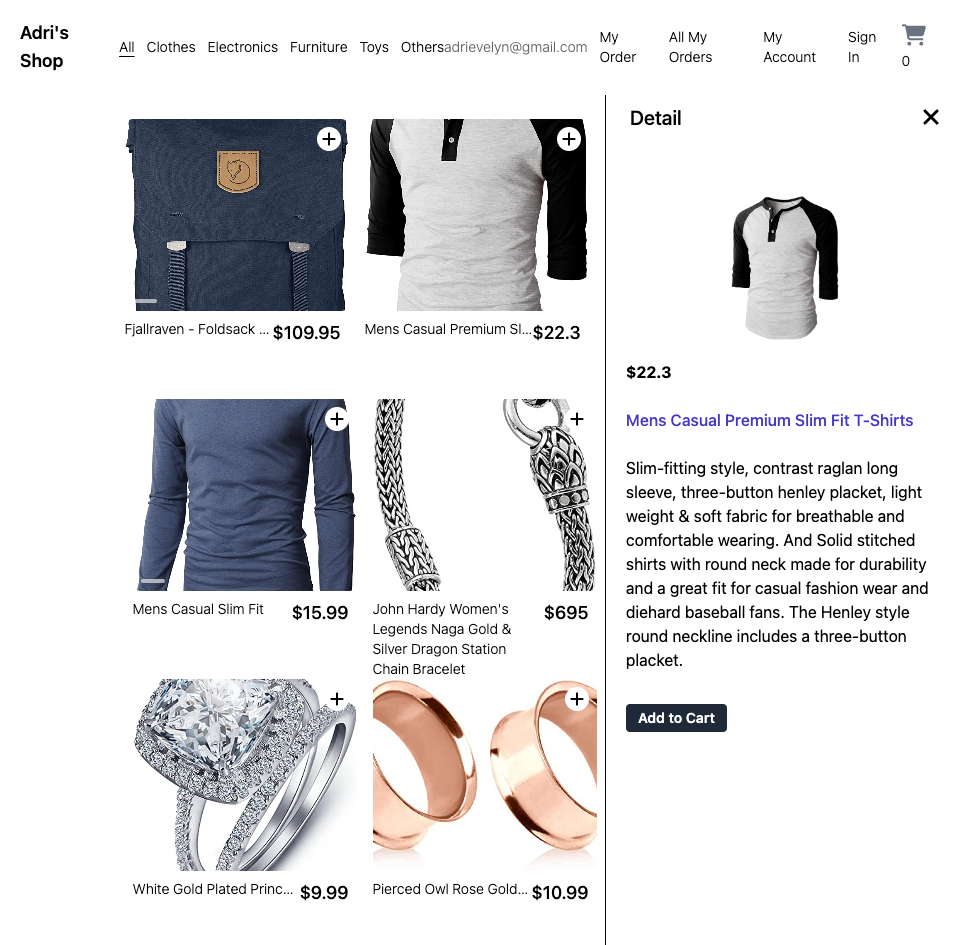 Adri's Shop
All Clothes Electronics Furniture Toys Others adrievelyn@gmail.com My Order All My Orders My Account Sign In 0
Fjallraven - Foldsack ... $109.95
Mens Casual Premium Sl... $22.3
Mens Casual Slim Fit $15.99
John Hardy Women's $695
Legends Naga Gold &
Silver Dragon Station
Chain Bracelet
White Gold Plated Princ... $9.99
Pierced Owl Rose Gold... $10.99
Detail
$22.3
Mens Casual Premium Slim Fit T-Shirts
Slim-fitting style, contrast raglan long
sleeve, three-button henley placket, light
weight & soft fabric for breathable and
comfortable wearing. And Solid stitched
shirts with round neck made for durability
and a great fit for casual fashion wear and
diehard baseball fans. The Henley style
round neckline includes a three-button
placket.
Add to Cart